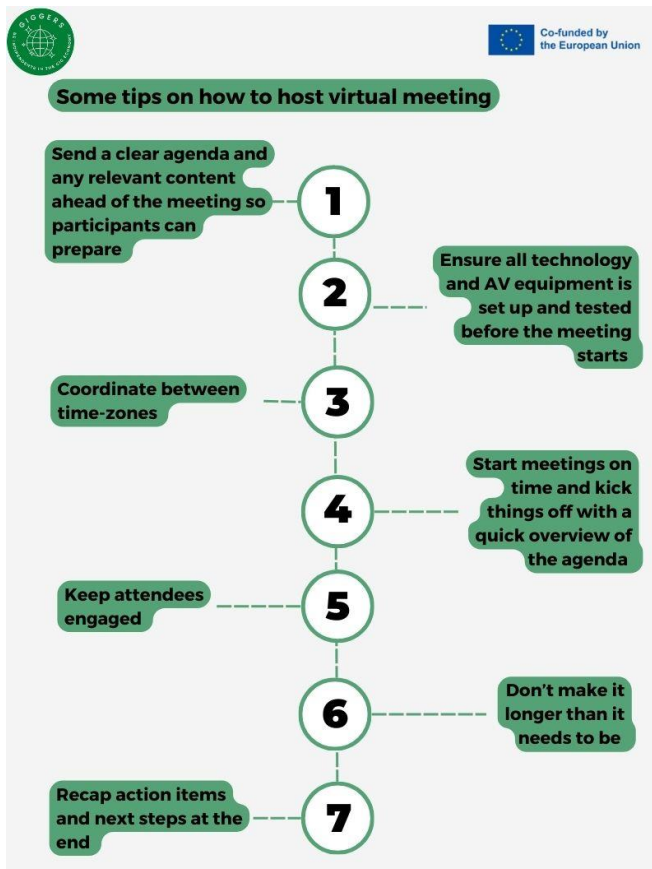 GIGGERS
Co-funded by
the European Union
Some tips on how to host virtual meeting
Send a clear agenda and
any relevant content
ahead of the meeting so
participants can
prepare
1
2
Ensure all technology
and AV equipment is
set up and tested
before the meeting
starts
Coordinate between
time-zones
3
4
Start meetings on
time and kick
things off with a
quick overview of
the agenda
Keep attendees
engaged
5
6
Don't make it
longer than it
needs to be
Recap action items
and next steps at the
end
7